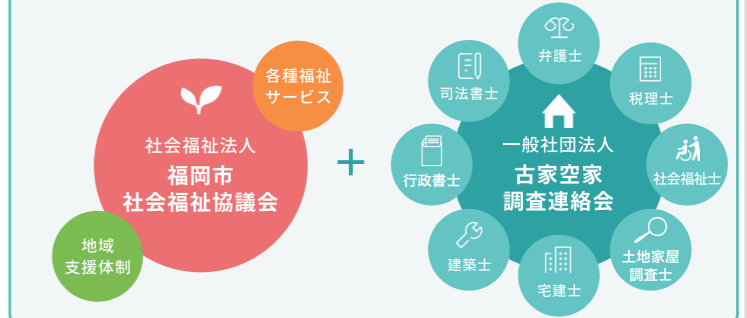 各種福祉
サービス
社会福祉法人
福岡市
社会福祉協議会
地域
支援体制
+
弁護士
司法書士
税理士
一般社団法人
古家空家
調査連絡会
行政書士
社会福祉士
建築士
土地家屋
調査士
宅建士